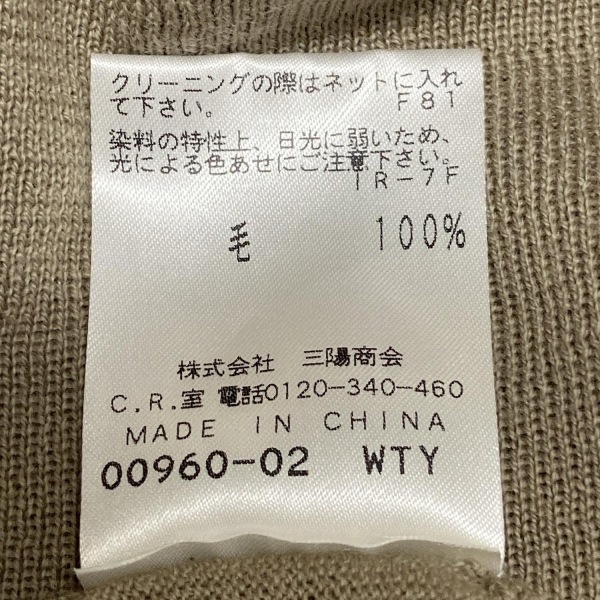 クリーニングの際はネットに入れ
て下さい。 F81
染料の特性上、日光に弱いため、
光による色あせにご注意下さい。
IR-7F
毛 100%
株式会社 三陽商会
C.R.室 電話0120-340-460
MADE IN CHINA
00960-02 WTY